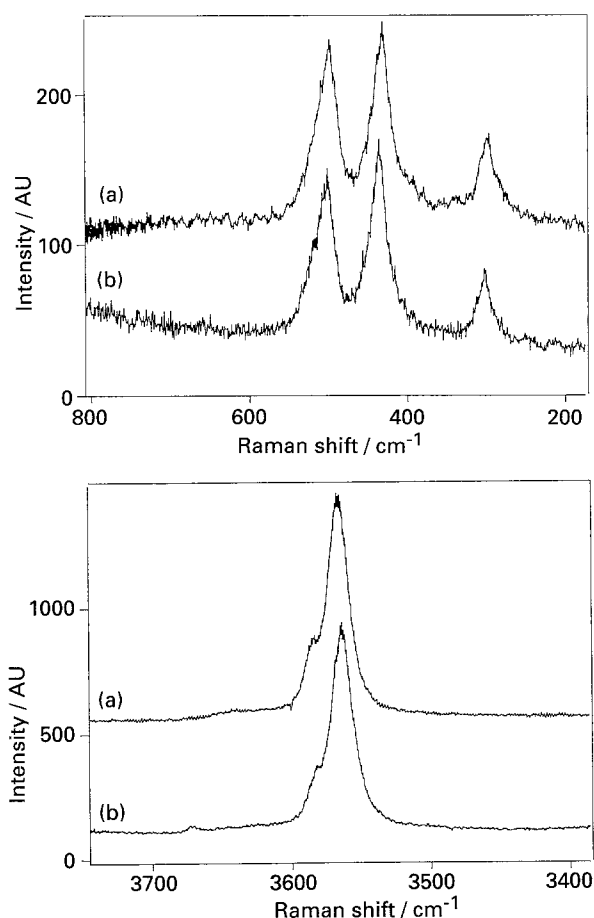 200
(a)
Intensity / AU
100
(b)
0
800 600 400 200
Raman shift / cm-1
1000
(a)
Intensity / AU
500
(b)
0
3700 3600 3500 3400
Raman shift / cm-1